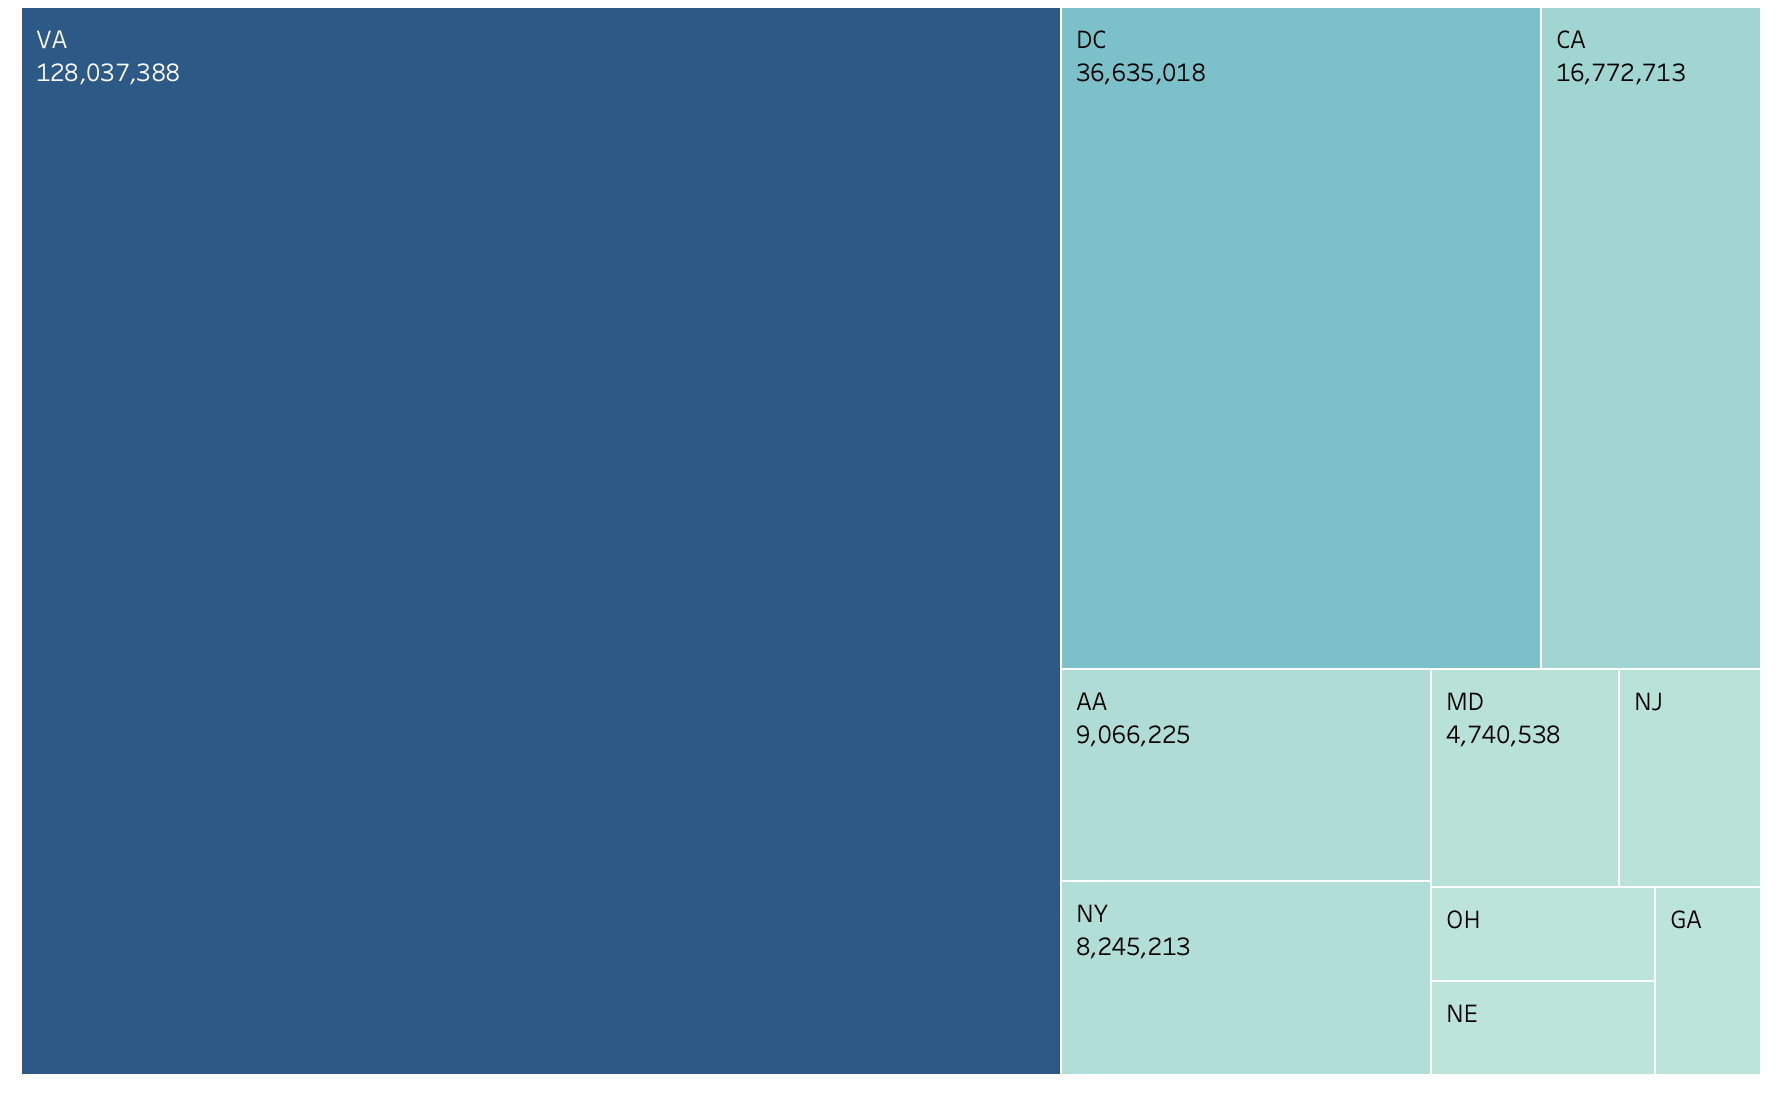 VA
128,037,388
DC
36,635,018
CA
16,772,713
AA
9,066,225
MD
4,740,538
NJ
NY
8,245,213
OH
GA
NE